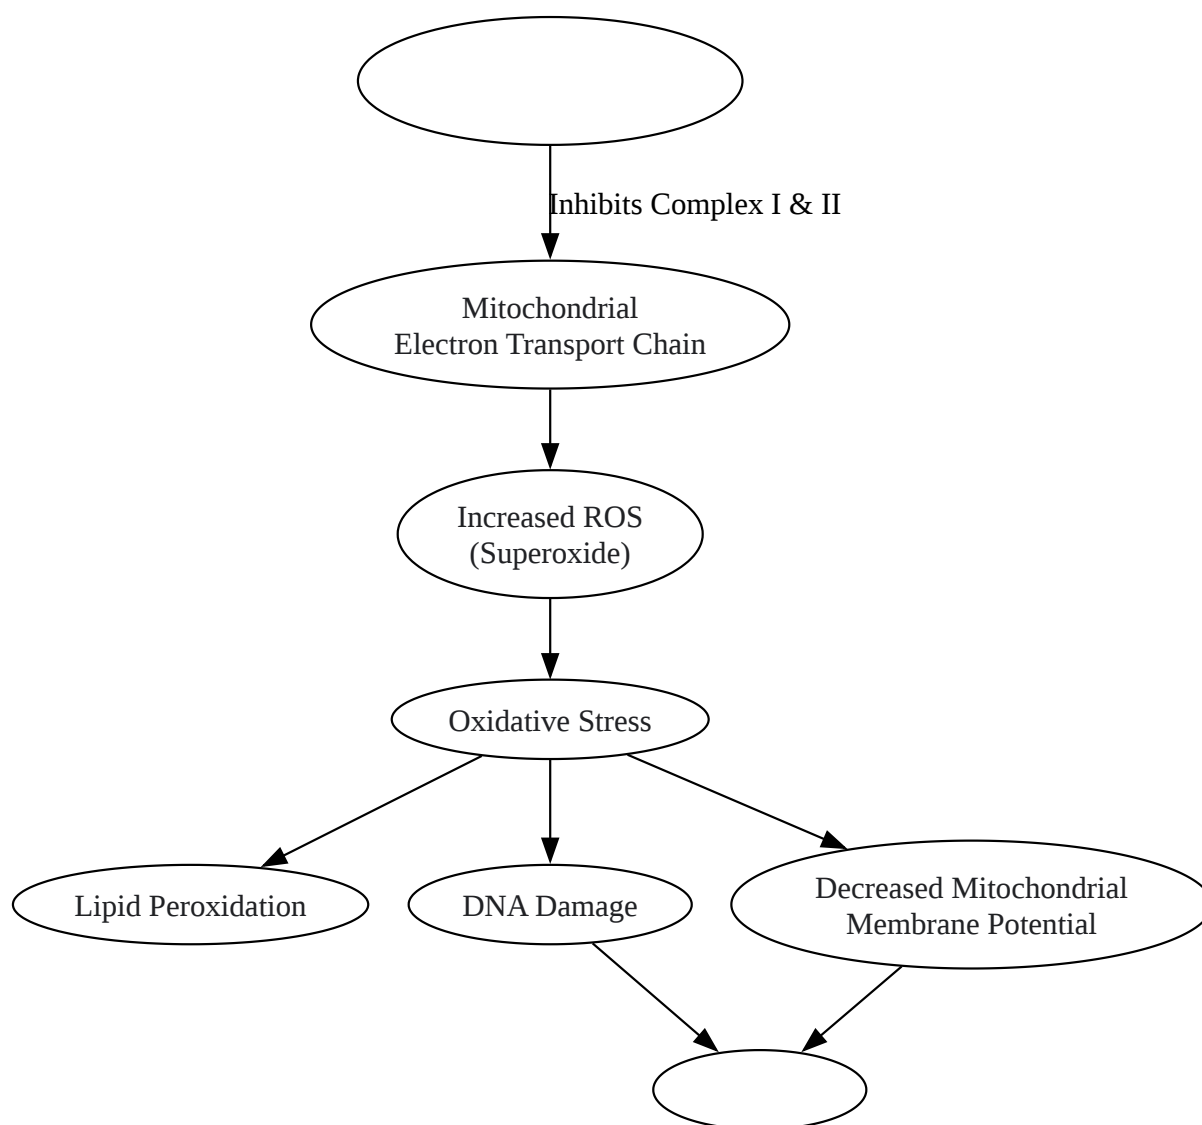 Inhibits Complex I & II
Mitochondrial
Electron Transport Chain
Increased ROS
(Superoxide)
Oxidative Stress
Lipid Peroxidation
DNA Damage
Decreased Mitochondrial
Membrane Potential